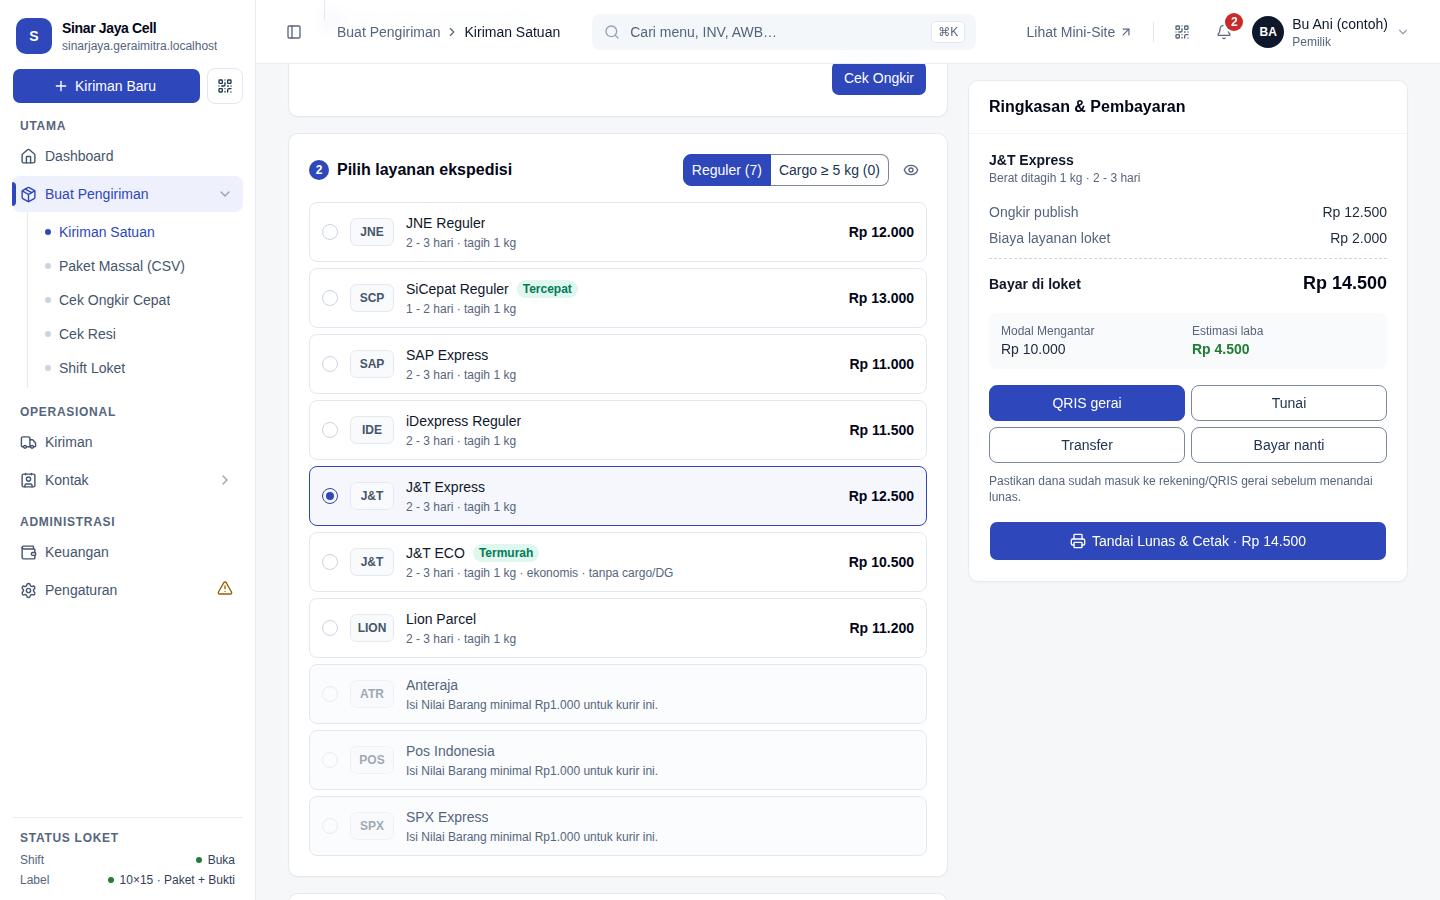 S
Sinar Jaya Cell
sinarjaya.geraimitra.localhost
Kiriman Baru
UTAMA
Dashboard
Buat Pengiriman
Kiriman Satuan
Paket Massal (CSV)
Cek Ongkir Cepat
Cek Resi
Shift Loket
OPERASIONAL
Kiriman
Kontak
ADMINISTRASI
Keuangan
Pengaturan
STATUS LOKET
Shift Buka
Label 10×15 · Paket + Bukti
Buat Pengiriman Kiriman Satuan
Cari menu, INV, AWB… ⌘K
Lihat Mini-Site
2
BA
Bu Ani (contoh)
Pemilik
Cek Ongkir
2 Pilih layanan ekspedisi
Reguler (7) Cargo ≥ 5 kg (0)
JNE
JNE Reguler
2 - 3 hari · tagih 1 kg
Rp 12.000
SCP
SiCepat Reguler Tercepat
1 - 2 hari · tagih 1 kg
Rp 13.000
SAP
SAP Express
2 - 3 hari · tagih 1 kg
Rp 11.000
IDE
iDexpress Reguler
2 - 3 hari · tagih 1 kg
Rp 11.500
J&T
J&T Express
2 - 3 hari · tagih 1 kg
Rp 12.500
J&T
J&T ECO Termurah
2 - 3 hari · tagih 1 kg · ekonomis · tanpa cargo/DG
Rp 10.500
LION
Lion Parcel
2 - 3 hari · tagih 1 kg
Rp 11.200
ATR
Anteraja
Isi Nilai Barang minimal Rp1.000 untuk kurir ini.
POS
Pos Indonesia
Isi Nilai Barang minimal Rp1.000 untuk kurir ini.
SPX
SPX Express
Isi Nilai Barang minimal Rp1.000 untuk kurir ini.
Ringkasan & Pembayaran
J&T Express
Berat ditagih 1 kg · 2 - 3 hari
Ongkir publish Rp 12.500
Biaya layanan loket Rp 2.000
Bayar di loket Rp 14.500
Modal Mengantar Estimasi laba
Rp 10.000 Rp 4.500
QRIS gerai Tunai
Transfer Bayar nanti
Pastikan dana sudah masuk ke rekening/QRIS gerai sebelum menandai
lunas.
Tandai Lunas & Cetak · Rp 14.500